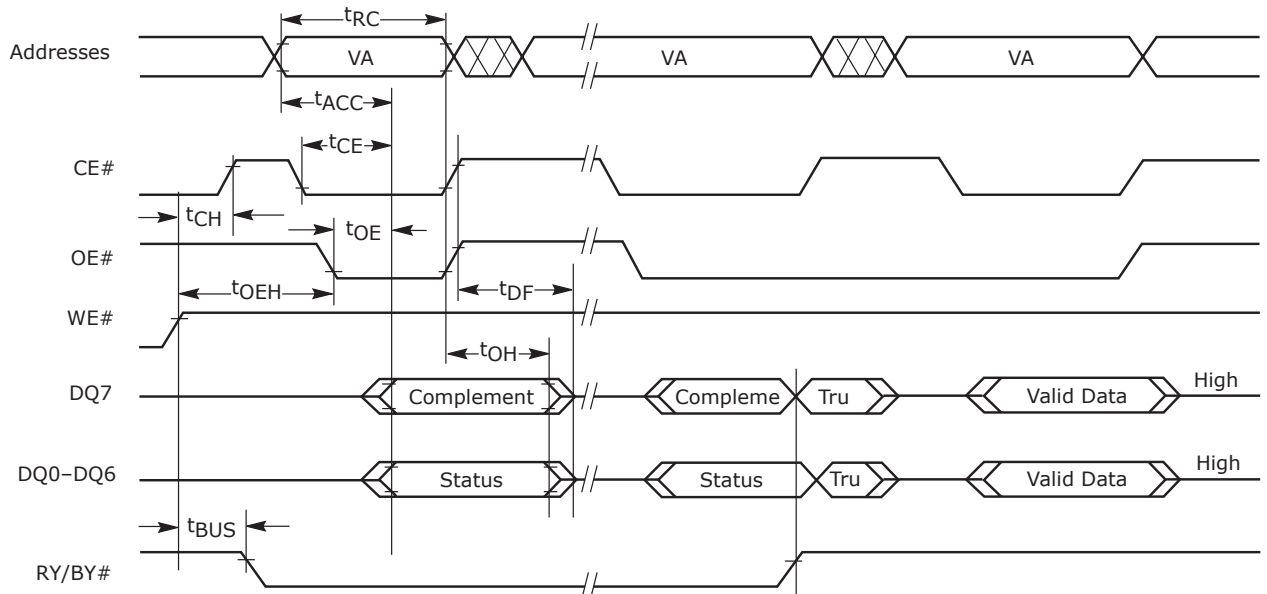 tRC
Addresses VA VA VA
tACC
tCE
CE#
tCH
tOE
OE#
tOEH tDF
WE#
tOH
DQ7 Complement Compleme Tru Valid Data High
DQ0–DQ6 Status Status Tru Valid Data High
tBUS
RY/BY#